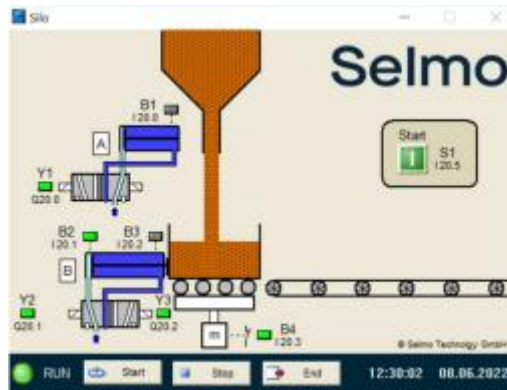 Silo
Selmo
B1
I20.0
A
Start
I
S1
I20.5
Y1
Q20.0
B2
I20.1
B3
I20.2
B
Y2
Q20.1
Y3
Q20.2
m
B4
I20.3
© Selmo Technology GmbH
RUN
Start
Stop
End
12:30:02
08.06.2022